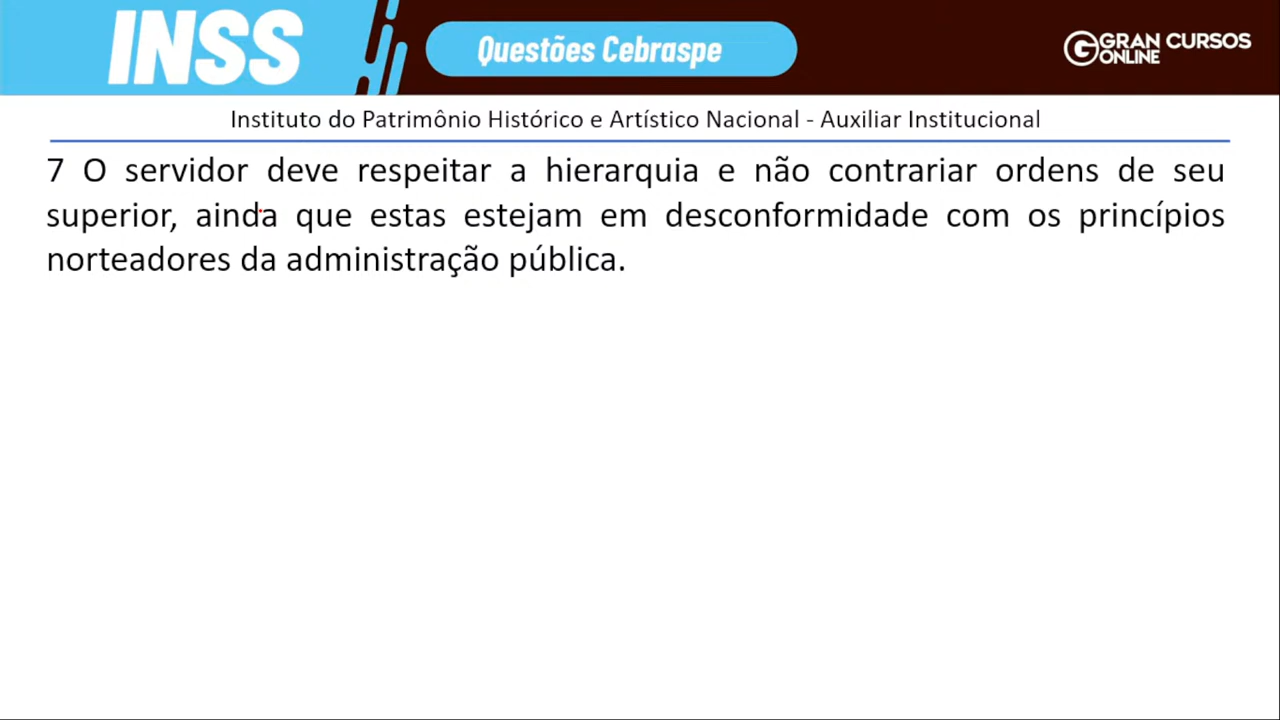 INSS
Questões Cebraspe
GRAN CURSOS
ONLINE
Instituto do Patrimônio Histórico e Artístico Nacional - Auxiliar Institucional
7 O servidor deve respeitar a hierarquia e não contrariar ordens de seu
superior, ainda que estas estejam em desconformidade com os princípios
norteadores da administração pública.